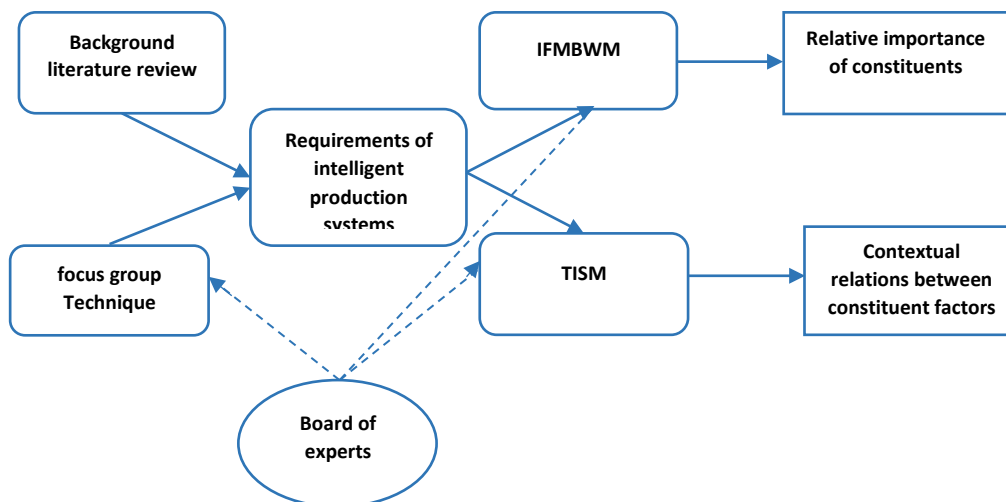 Background
literature review
IFMBWM
Relative importance
of constituents
Requirements of
intelligent
production
systems
focus group
Technique
TISM
Contextual
relations between
constituent factors
Board of
experts